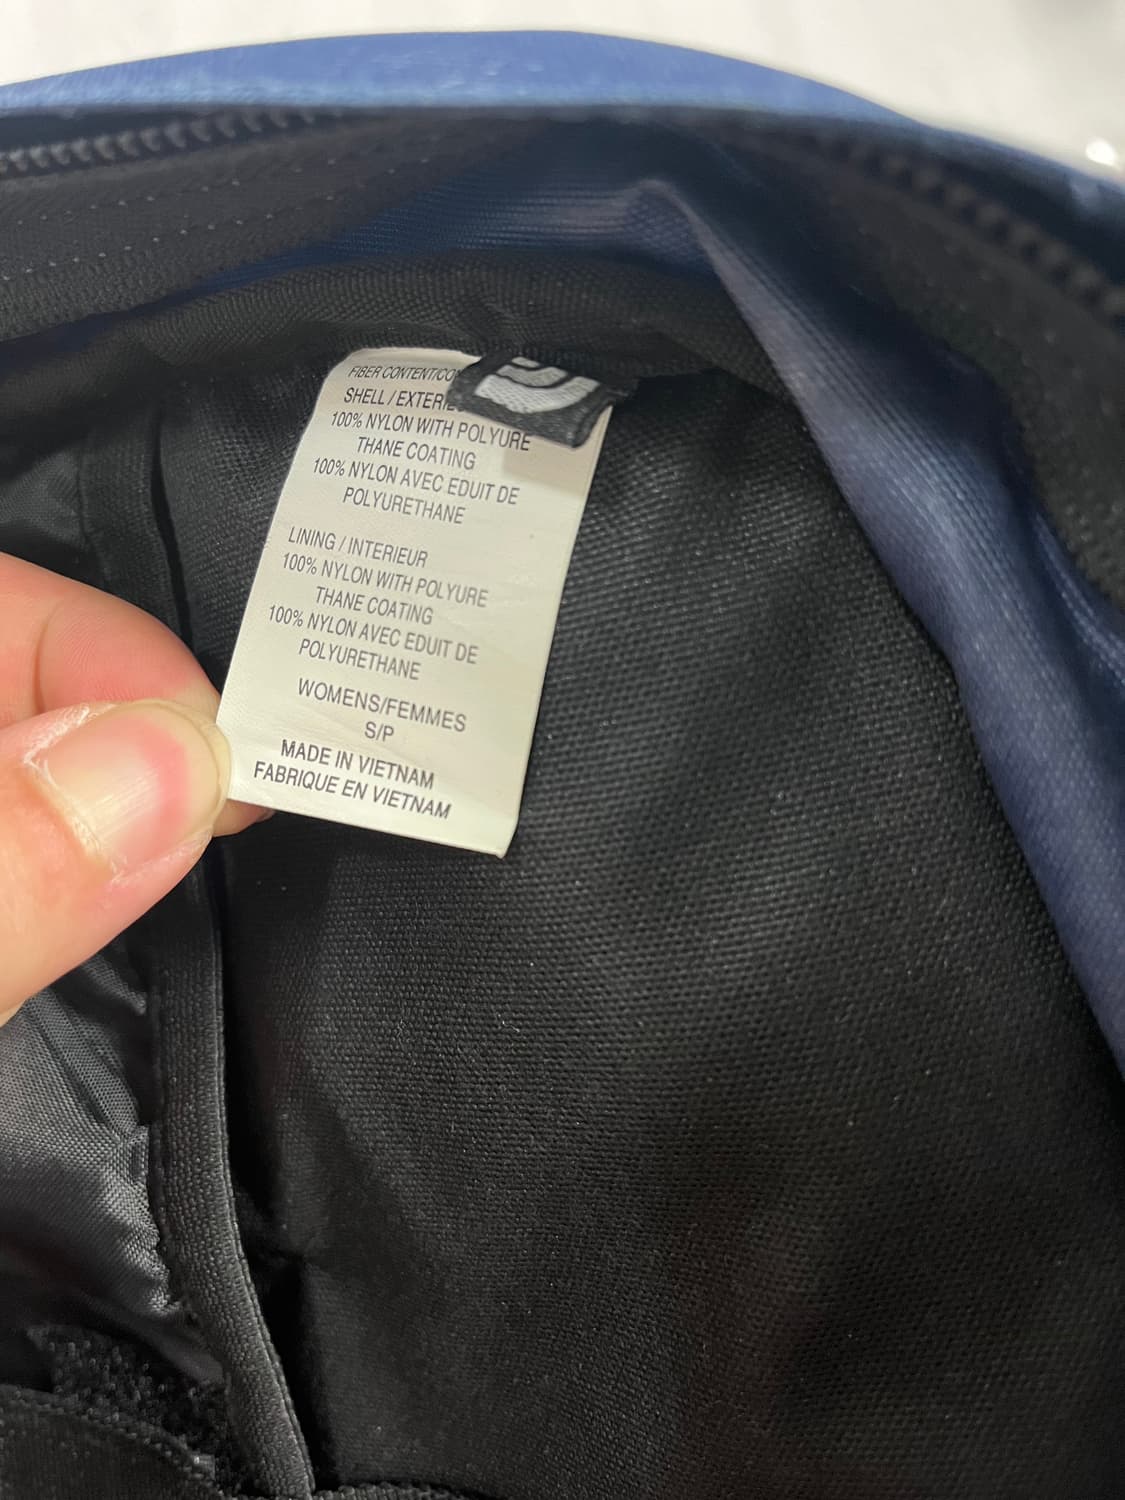 FIBER CONTENT/CO
SHELL / EXTERIE
100% NYLON WITH POLYURE
THANE COATING
100% NYLON AVEC EDUIT DE
POLYURETHANE
LINING / INTERIEUR
100% NYLON WITH POLYURE
THANE COATING
100% NYLON AVEC EDUIT DE
POLYURETHANE
WOMENS/FEMMES
S/P
MADE IN VIETNAM
FABRIQUE EN VIETNAM